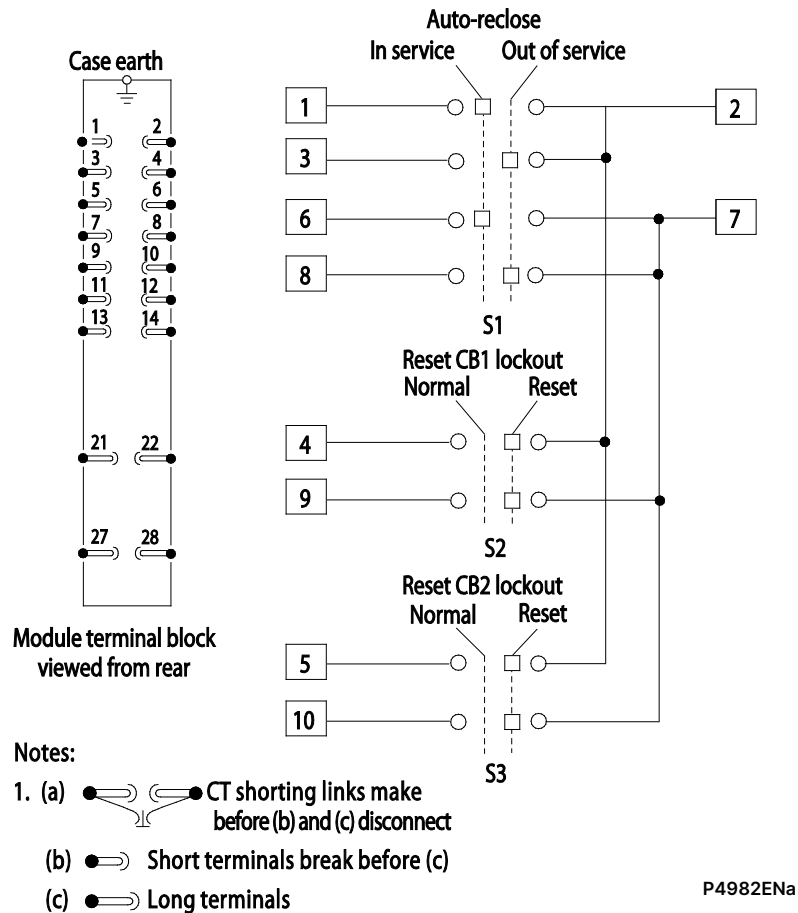 Auto-reclose
In service Out of service
Case earth
1 2
3 4
5 6
7 8
9 10
11 12
13 14
21 22
27 28
Module terminal block
viewed from rear
1 2
3
6 7
8
S1
Reset CB1 lockout
Normal Reset
4
9
S2
Reset CB2 lockout
Normal Reset
5
10
S3
Notes:
1. (a) CT shorting links make
before (b) and (c) disconnect
(b) Short terminals break before (c)
(c) Long terminals
P4982ENa